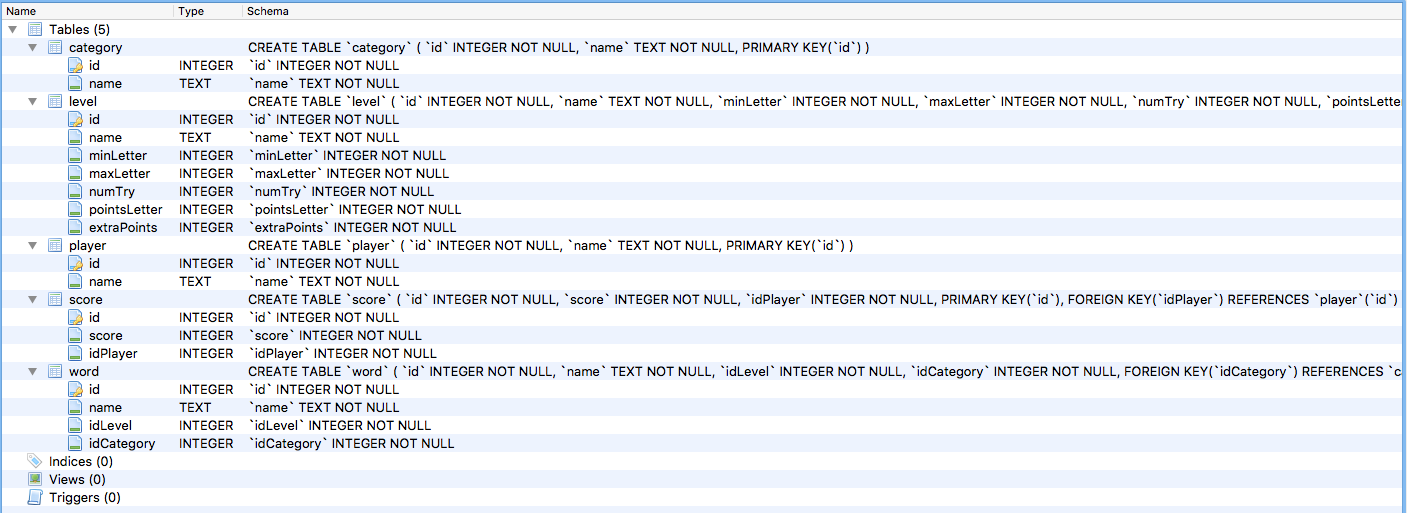 Name Type Schema
Tables (5)
category CREATE TABLE `category` ( `id` INTEGER NOT NULL, `name` TEXT NOT NULL, PRIMARY KEY(`id`) )
id INTEGER `id` INTEGER NOT NULL
name TEXT `name` TEXT NOT NULL
level CREATE TABLE `level` ( `id` INTEGER NOT NULL, `name` TEXT NOT NULL, `minLetter` INTEGER NOT NULL, `maxLetter` INTEGER NOT NULL, `numTry` INTEGER NOT NULL, `pointsLette
id INTEGER `id` INTEGER NOT NULL
name TEXT `name` TEXT NOT NULL
minLetter INTEGER `minLetter` INTEGER NOT NULL
maxLetter INTEGER `maxLetter` INTEGER NOT NULL
numTry INTEGER `numTry` INTEGER NOT NULL
pointsLetter INTEGER `pointsLetter` INTEGER NOT NULL
extraPoints INTEGER `extraPoints` INTEGER NOT NULL
player CREATE TABLE `player` ( `id` INTEGER NOT NULL, `name` TEXT NOT NULL, PRIMARY KEY(`id`) )
id INTEGER `id` INTEGER NOT NULL
name TEXT `name` TEXT NOT NULL
score CREATE TABLE `score` ( `id` INTEGER NOT NULL, `score` INTEGER NOT NULL, `idPlayer` INTEGER NOT NULL, PRIMARY KEY(`id`), FOREIGN KEY(`idPlayer`) REFERENCES `player`(`id`)
id INTEGER `id` INTEGER NOT NULL
score INTEGER `score` INTEGER NOT NULL
idPlayer INTEGER `idPlayer` INTEGER NOT NULL
word CREATE TABLE `word` ( `id` INTEGER NOT NULL, `name` TEXT NOT NULL, `idLevel` INTEGER NOT NULL, `idCategory` INTEGER NOT NULL, FOREIGN KEY(`idCategory`) REFERENCES `c
id INTEGER `id` INTEGER NOT NULL
name TEXT `name` TEXT NOT NULL
idLevel INTEGER `idLevel` INTEGER NOT NULL
idCategory INTEGER `idCategory` INTEGER NOT NULL
Indices (0)
Views (0)
Triggers (0)